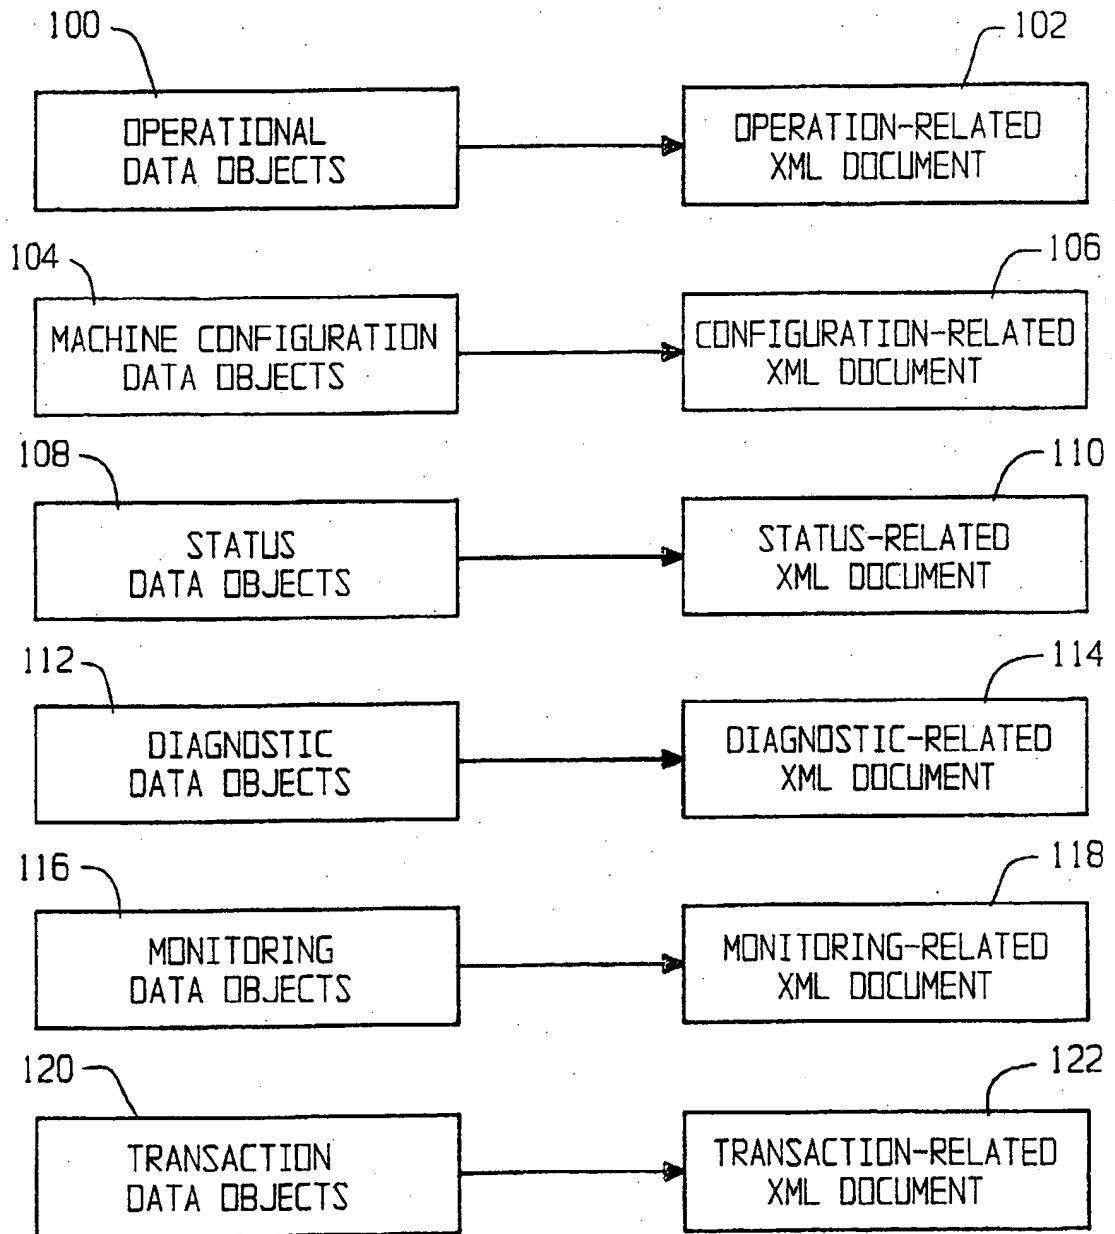 100
102
OPERATIONAL
DATA OBJECTS
OPERATION-RELATED
XML DOCUMENT
104
106
MACHINE CONFIGURATION
DATA OBJECTS
CONFIGURATION-RELATED
XML DOCUMENT
108
110
STATUS
DATA OBJECTS
STATUS-RELATED
XML DOCUMENT
112
114
DIAGNOSTIC
DATA OBJECTS
DIAGNOSTIC-RELATED
XML DOCUMENT
116
118
MONITORING
DATA OBJECTS
MONITORING-RELATED
XML DOCUMENT
120
122
TRANSACTION
DATA OBJECTS
TRANSACTION-RELATED
XML DOCUMENT